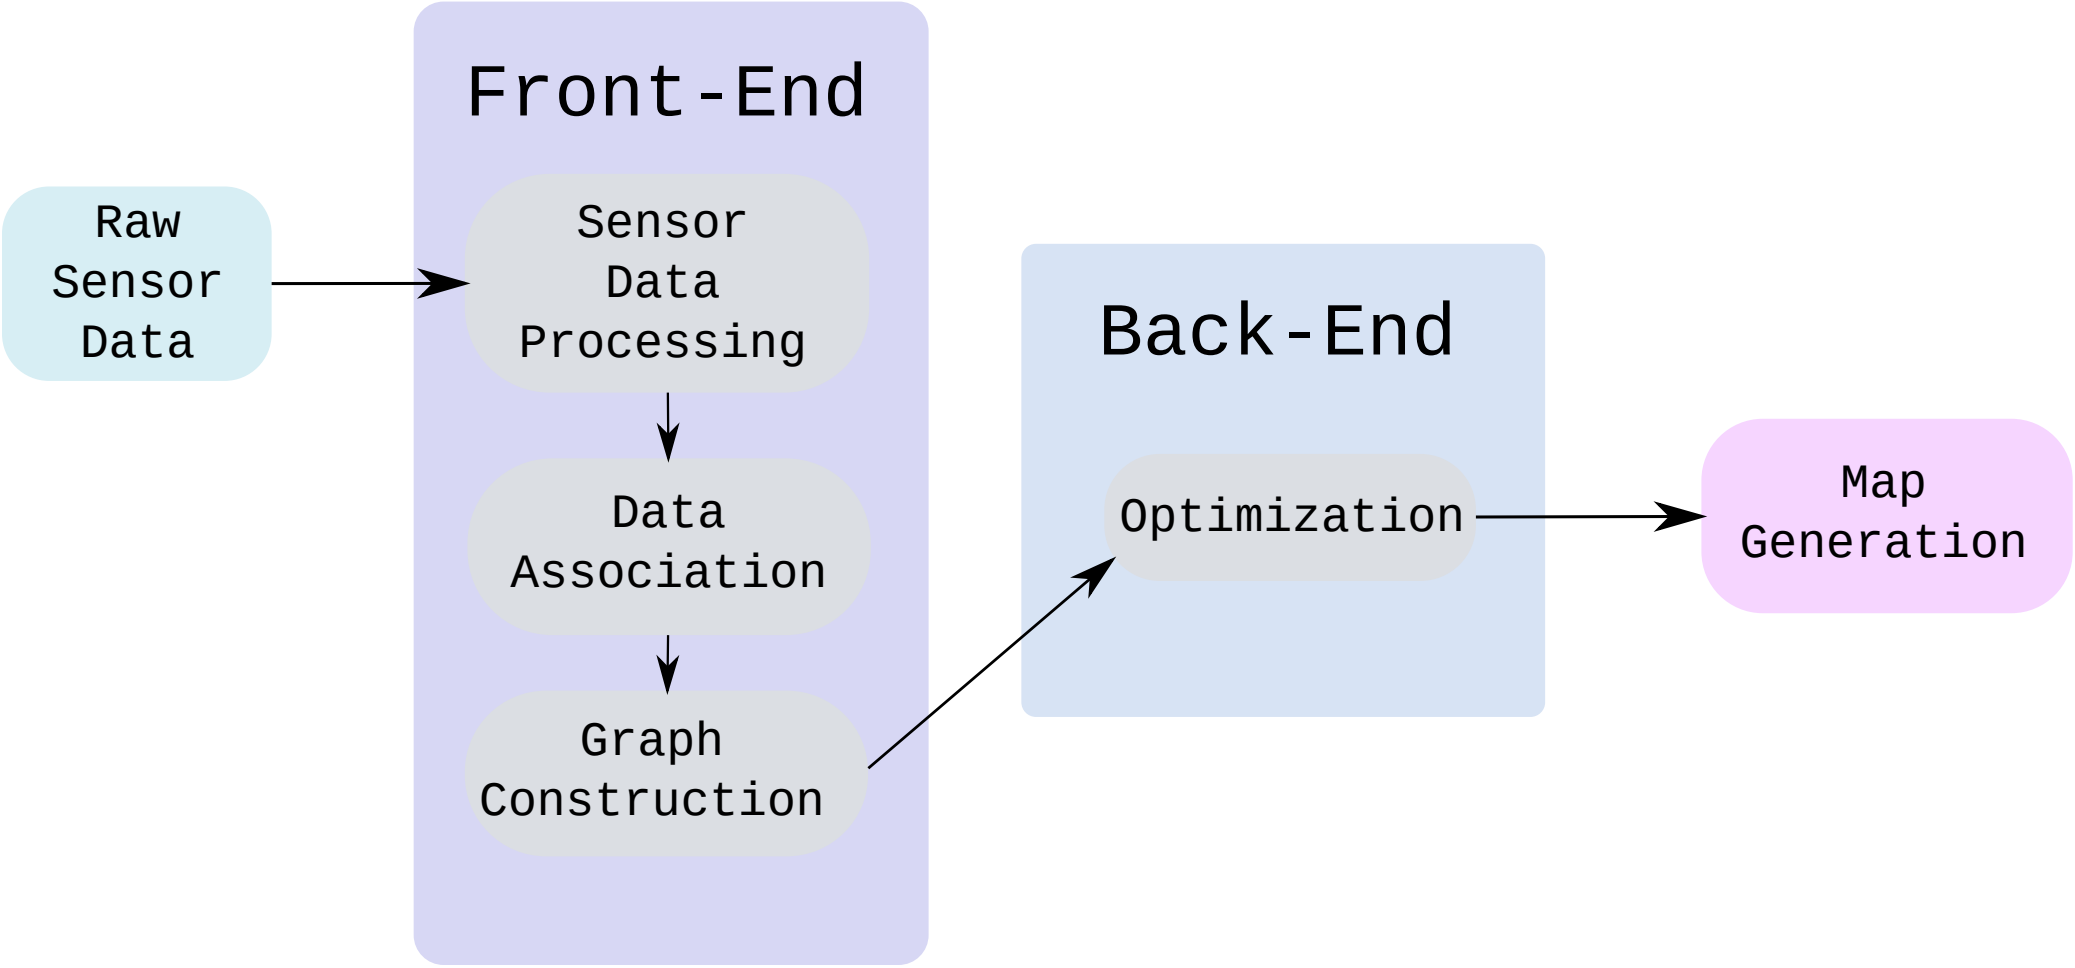 Raw
Sensor
Data
Front-End
Sensor
Data
Processing
Data
Association
Graph
Construction
Back-End
Optimization
Map
Generation